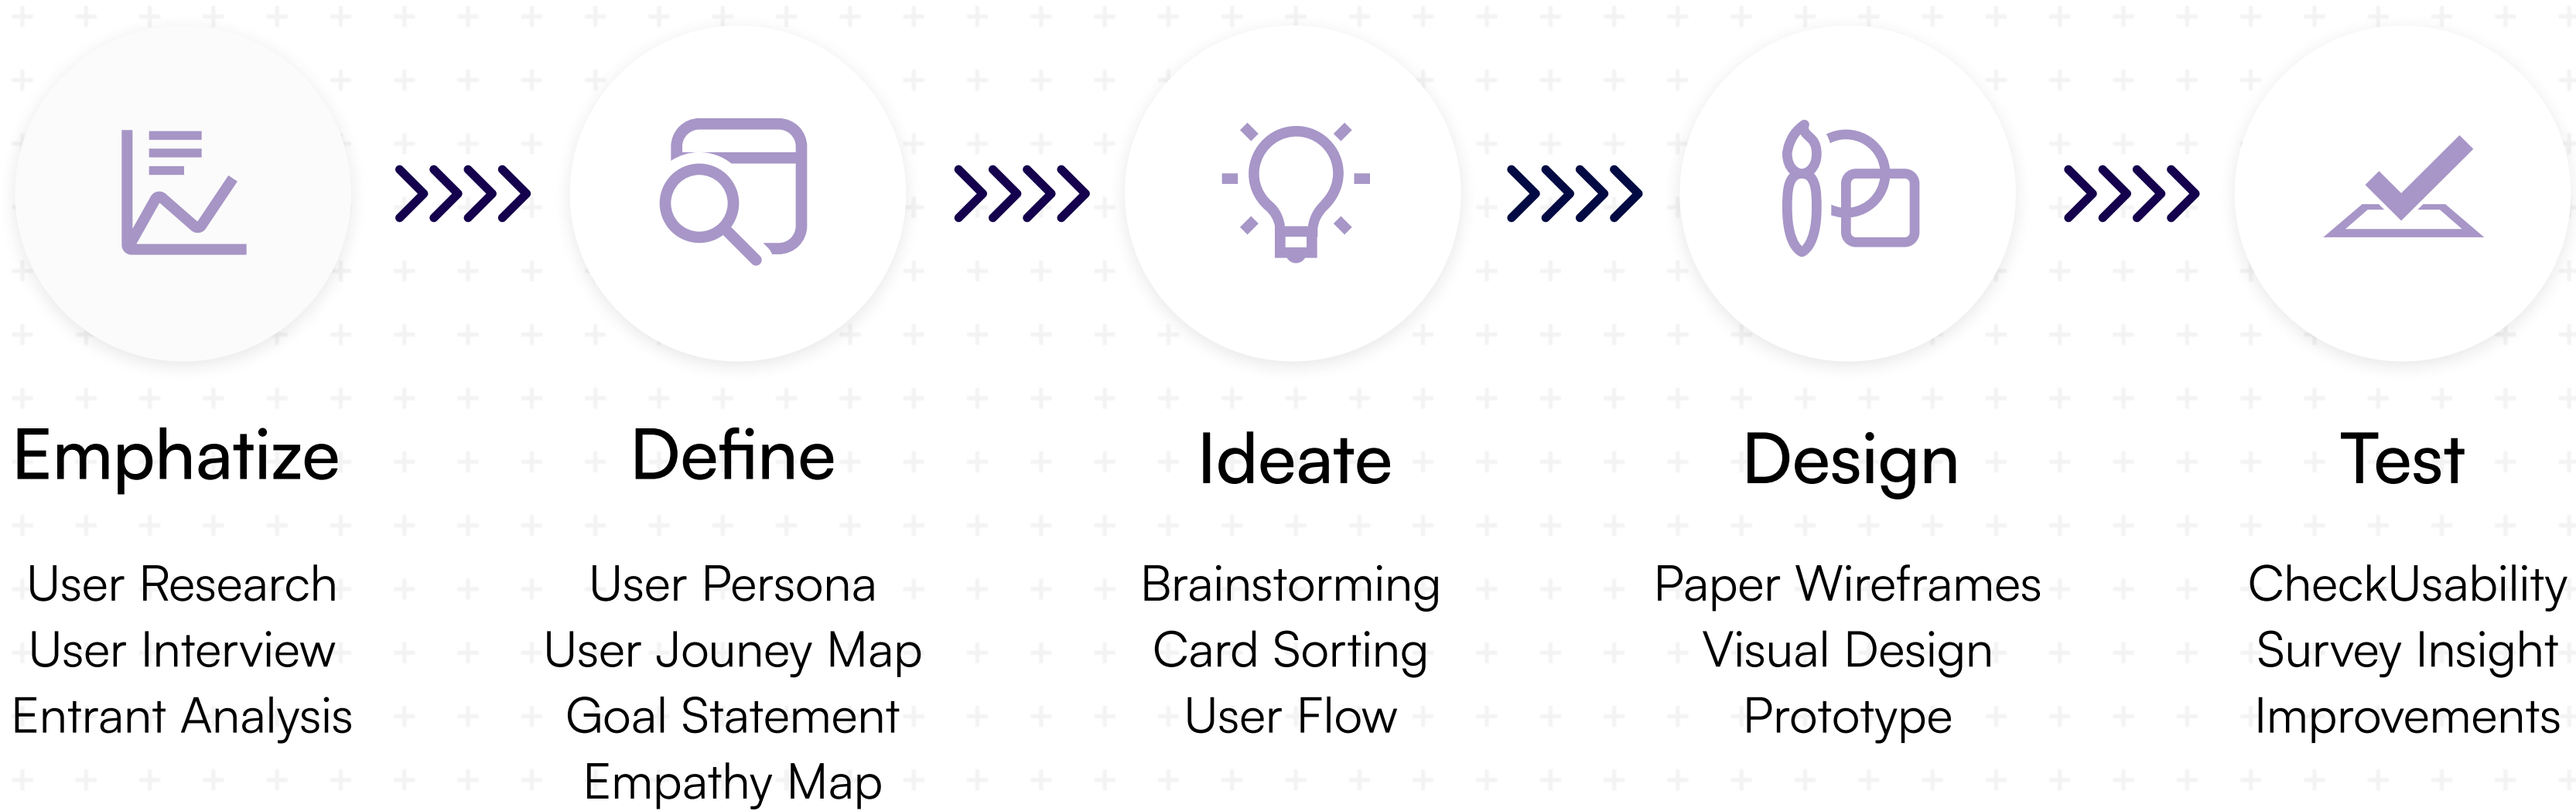 Emphatize
User Research
User Interview
Entrant Analysis
Define
User Persona
User Jouney Map
Goal Statement
Empathy Map
Ideate
Brainstorming
Card Sorting
User Flow
Design
Paper Wireframes
Visual Design
Prototype
Test
CheckUsability
Survey Insight
Improvements